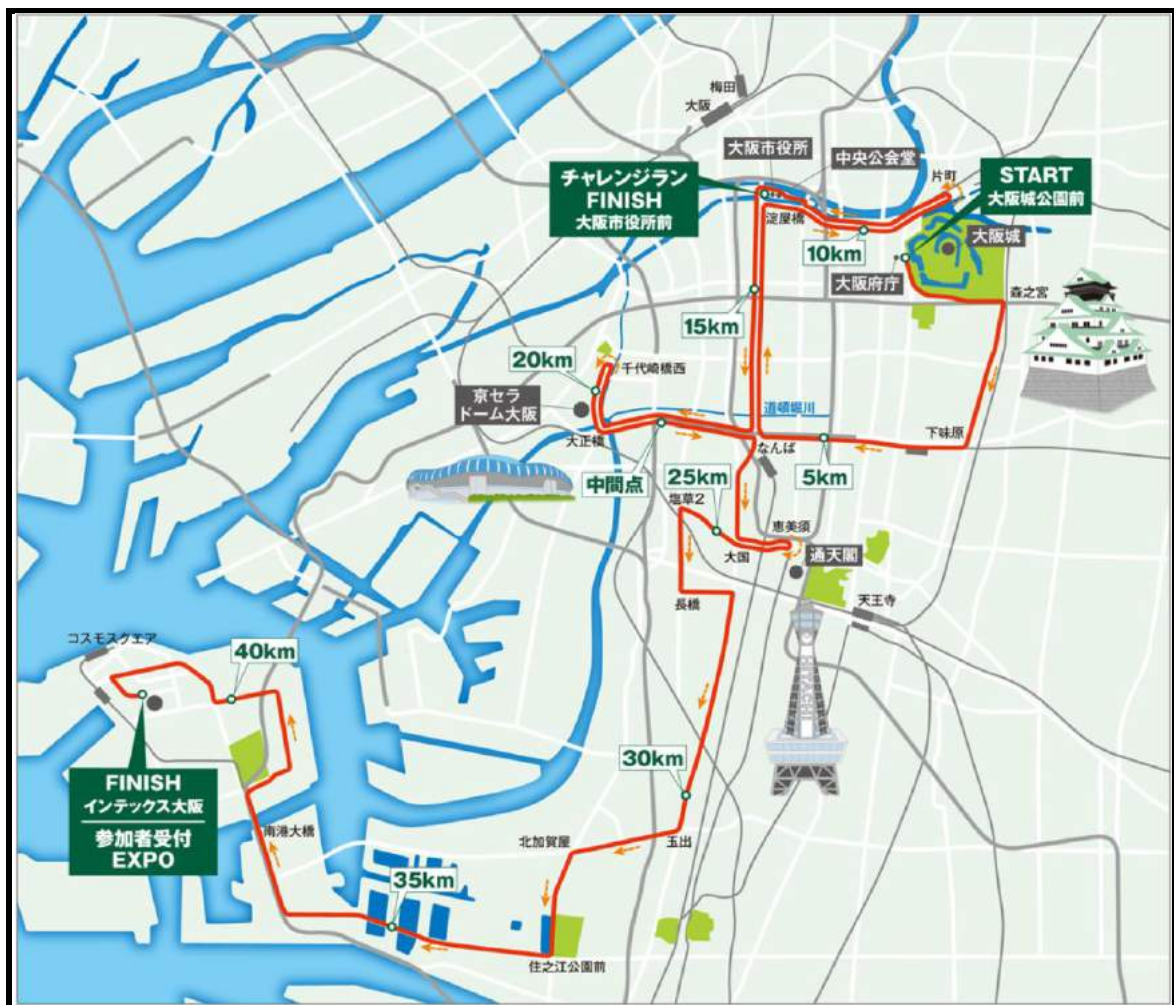 梅田
大阪
大阪市役所
中央公会堂
片町
チャレンジラン
FINISH
大阪市役所前
START
大阪城公園前
淀屋橋
10km
大阪城
大阪府庁
森之宮
15km
20km
千代崎橋西
京セラ
ドーム大阪
道頓堀川
大正橋
下味原
なんば
5km
中間点
25km
塩草2
恵美須
大国
通天閣
長橋
天王寺
HITACHI
コスモスクエア
40km
FINISH
インテックス大阪
参加者受付
EXPO
30km
南港大橋
北加賀屋
玉出
35km
住之江公園前